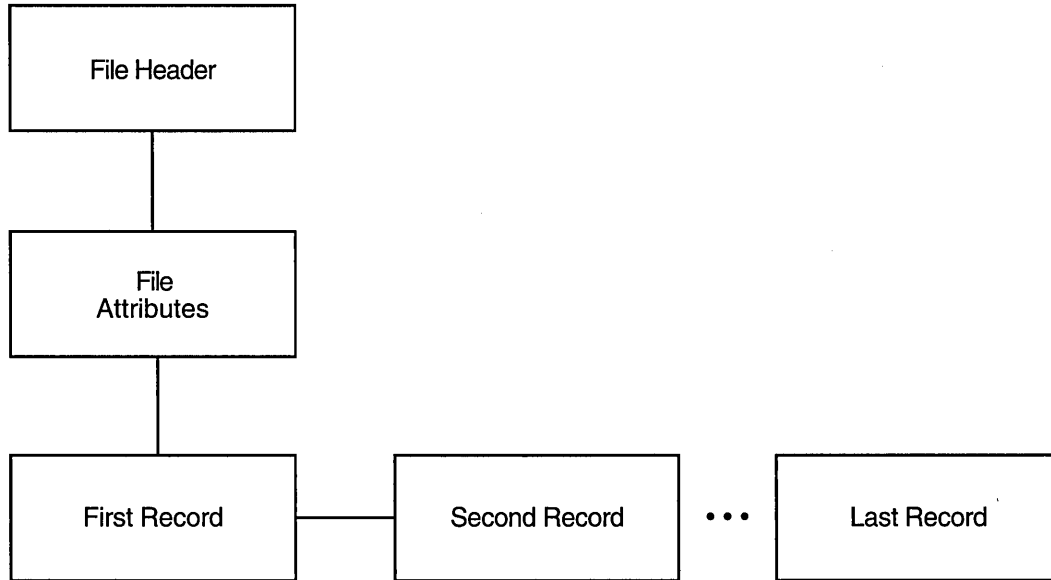 File Header
File
Attributes
First Record
Second Record
• • •
Last Record